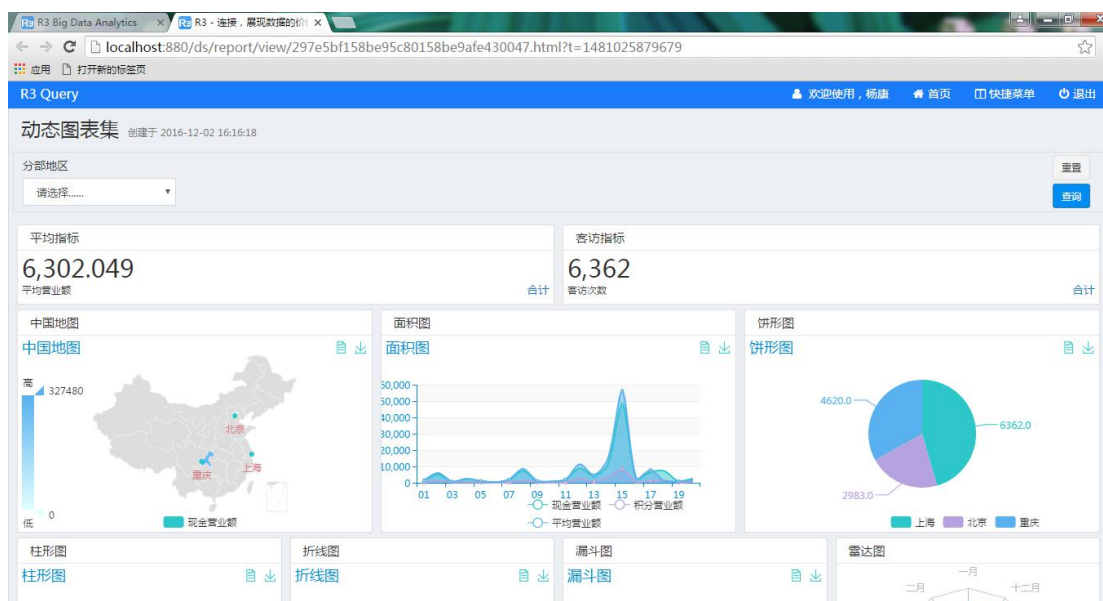 R3 Big Data Analytics
R3 - 连接，展现数据的价
localhost:880/ds/report/view/297e5bf158be95c80158be9afe430047.html?t=1481025879679
应用 打开新的标签页
R3 Query 欢迎使用，杨康 首页 快捷菜单 退出
动态图表集 创建于 2016-12-02 16:16:18
分部地区 重置
请选择...... 查询
平均指标 客访指标
6,302.049 6,362
平均营业额 合计 客访次数 合计
中国地图 面积图 饼形图
中国地图 面积图 饼形图
高 327480
北京
重庆 上海
低 0
现金营业额
60,000
50,000
40,000
30,000
20,000
10,000
0
01 03 05 07 09 11 13 15 17 19
现金营业额 积分营业额
平均营业额
4620.0
6362.0
2983.0
上海 北京 重庆
柱形图 折线图 漏斗图 雷达图
柱形图 折线图 漏斗图
一月
二月 十二月